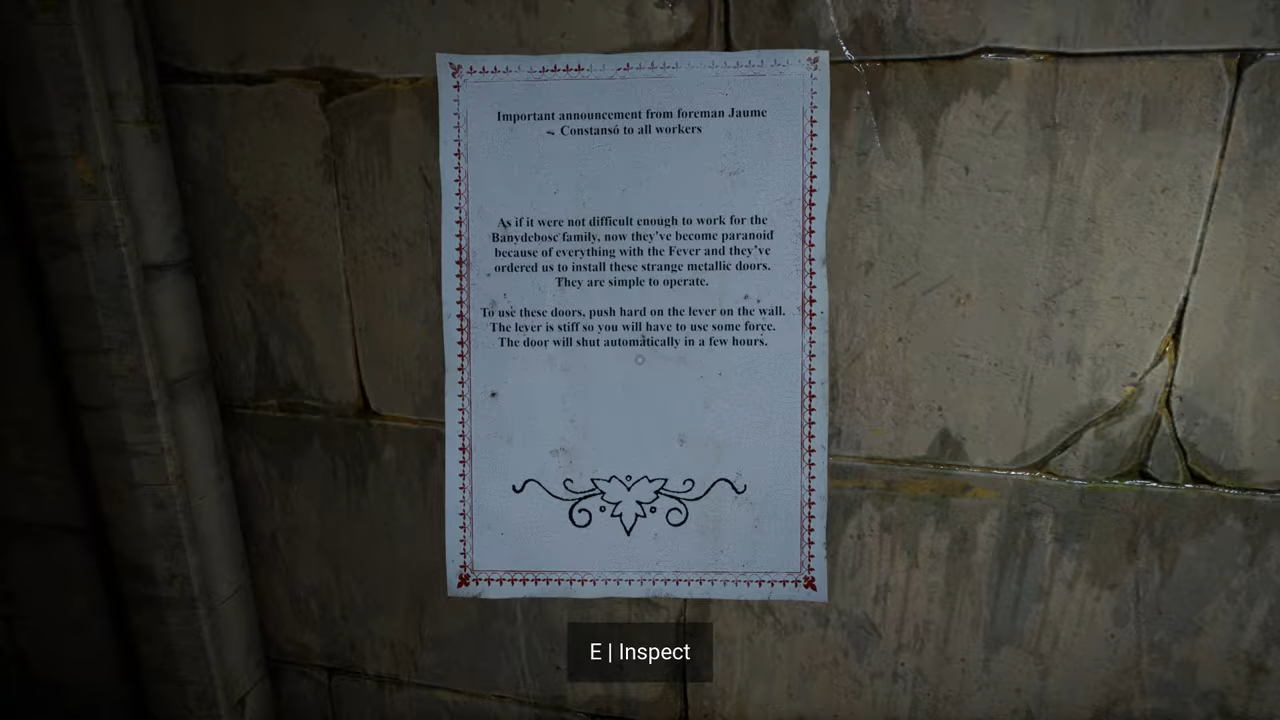 Important announcement from foreman Jaume
Constansó to all workers
As if it were not difficult enough to work for the
Banydebosc family, now they've become paranoid
because of everything with the Fever and they've
ordered us to install these strange metallic doors.
They are simple to operate.
To use these doors, push hard on the lever on the wall.
The lever is stiff so you will have to use some force.
The door will shut automatically in a few hours.
E | Inspect